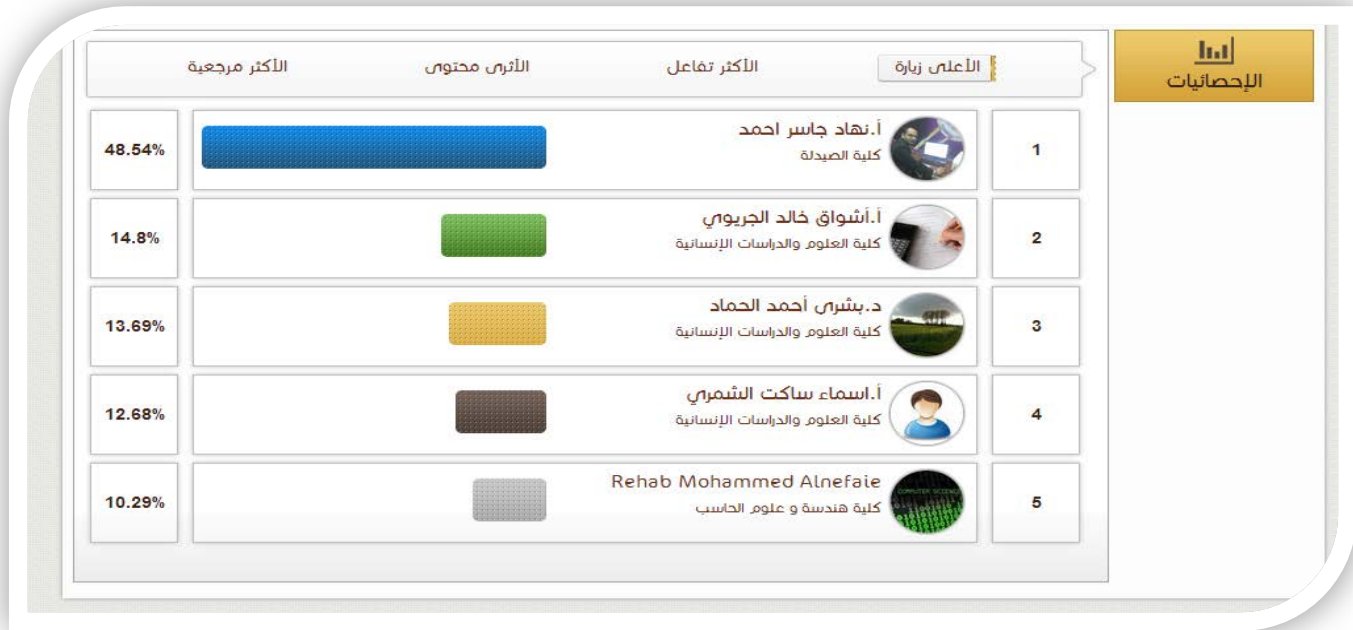 الإحصائيات
الأعلى زيارة
الأكثر تفاعل
الأثرى محتوى
الأكثر مرجعية
1
أ.نهاد جاسر احمد
كلية الصيدلة
48.54%
2
أ.أشواق خالد الجريوي
كلية العلوم والدراسات الإنسانية
14.8%
3
د.بشرى أحمد الحماد
كلية العلوم والدراسات الإنسانية
13.69%
4
أ.اسماء ساكت الشمري
كلية العلوم والدراسات الإنسانية
12.68%
5
Rehab Mohammed Alnefaie
كلية هندسة و علوم الحاسب
COMPUTER SCIENCE
10.29%